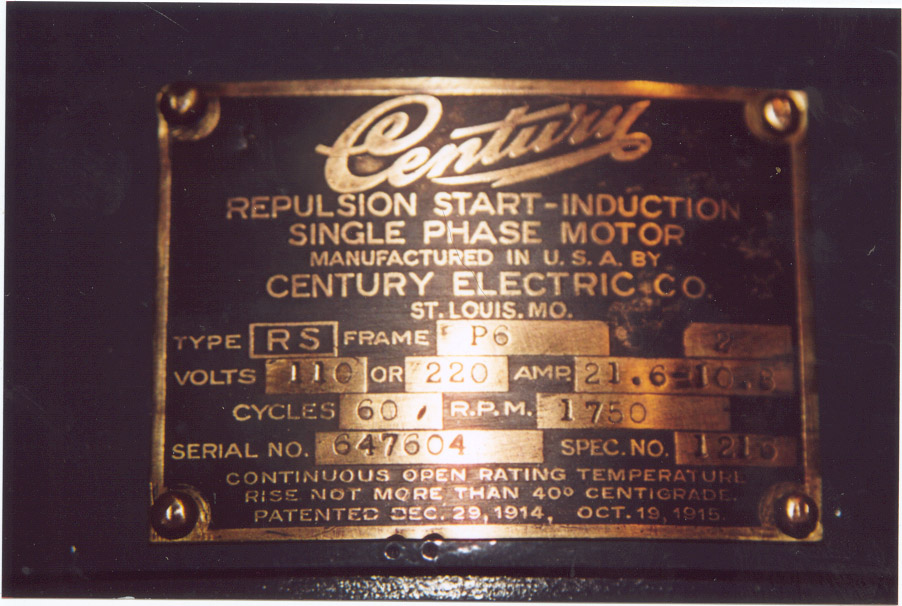 Century
REPULSION START-INDUCTION
SINGLE PHASE MOTOR
MANUFACTURED IN U.S.A. BY
CENTURY ELECTRIC CO.
ST. LOUIS. MO.
TYPE RS FRAME P6 2
VOLTS 110 OR 220 AMP. 21.6-10.8
CYCLES 60 R.P.M. 1750
SERIAL NO. 647604 SPEC. NO.
CONTINUOUS OPEN RATING TEMPERATURE
RISE NOT MORE THAN 40º CENTIGRADE.
PATENTED DEC. 29, 1914, OCT. 19, 1915.